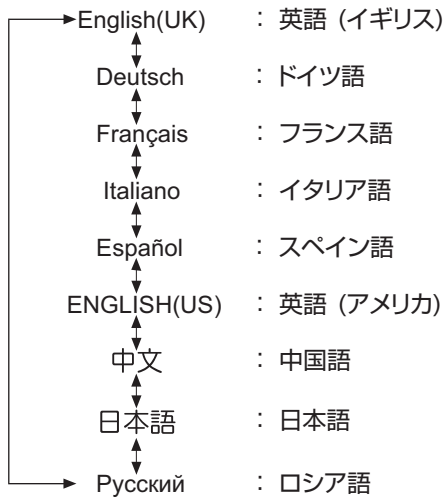 English(UK) : 英語 (イギリス)
Deutsch : ドイツ語
Français : フランス語
Italiano : イタリア語
Español : スペイン語
ENGLISH(US) : 英語 (アメリカ)
中文 : 中国語
日本語 : 日本語
Русский : ロシア語